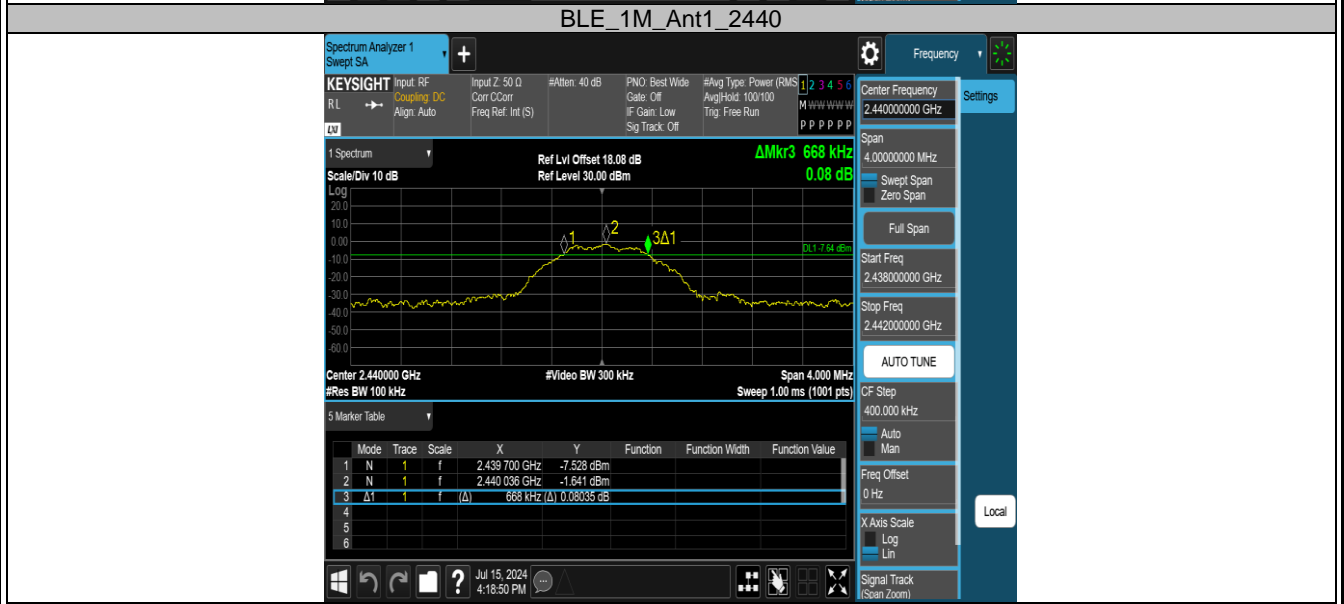 BLE_1M_Ant1_2440
Spectrum Analyzer 1
Swept SA
+
Frequency
KEYSIGHT Input: RF Input Z: 50 Ω #Atten: 40 dB PNO: Best Wide #Avg Type: Power (RMS 1 2 3 4 5 6
RL Coupling: DC Corr CCorr Gate: Off Avg|Hold: 100/100 M W W W W W
Align: Auto Freq Ref: Int (S) IF Gain: Low Trig: Free Run
LXI Sig Track: Off P P P P P P
Center Frequency
2.440000000 GHz
Settings
1 Spectrum
Ref Lvl Offset 18.08 dB
ΔMkr3 668 kHz
Scale/Div 10 dB
Ref Level 30.00 dBm
0.08 dB
Log
20.0
10.0
0.00
-10.0
-20.0
-30.0
-40.0
-50.0
-60.0
1
2
3Δ1
DL1 -7.64 dBm
Center 2.440000 GHz #Video BW 300 kHz Span 4.000 MHz
#Res BW 100 kHz Sweep 1.00 ms (1001 pts)
Span
4.00000000 MHz
Swept Span
Zero Span
Full Span
Start Freq
2.438000000 GHz
Stop Freq
2.442000000 GHz
AUTO TUNE
CF Step
400.000 kHz
Auto
Man
Freq Offset
0 Hz
X Axis Scale
Log
Lin
Signal Track
(Span Zoom)
Local
5 Marker Table
Mode Trace Scale X Y Function Function Width Function Value
1 N 1 f 2.439 700 GHz -7.528 dBm
2 N 1 f 2.440 036 GHz -1.641 dBm
3 Δ1 1 f (Δ) 668 kHz (Δ) 0.08035 dB
4
5
6
? Jul 15, 2024
4:18:50 PM